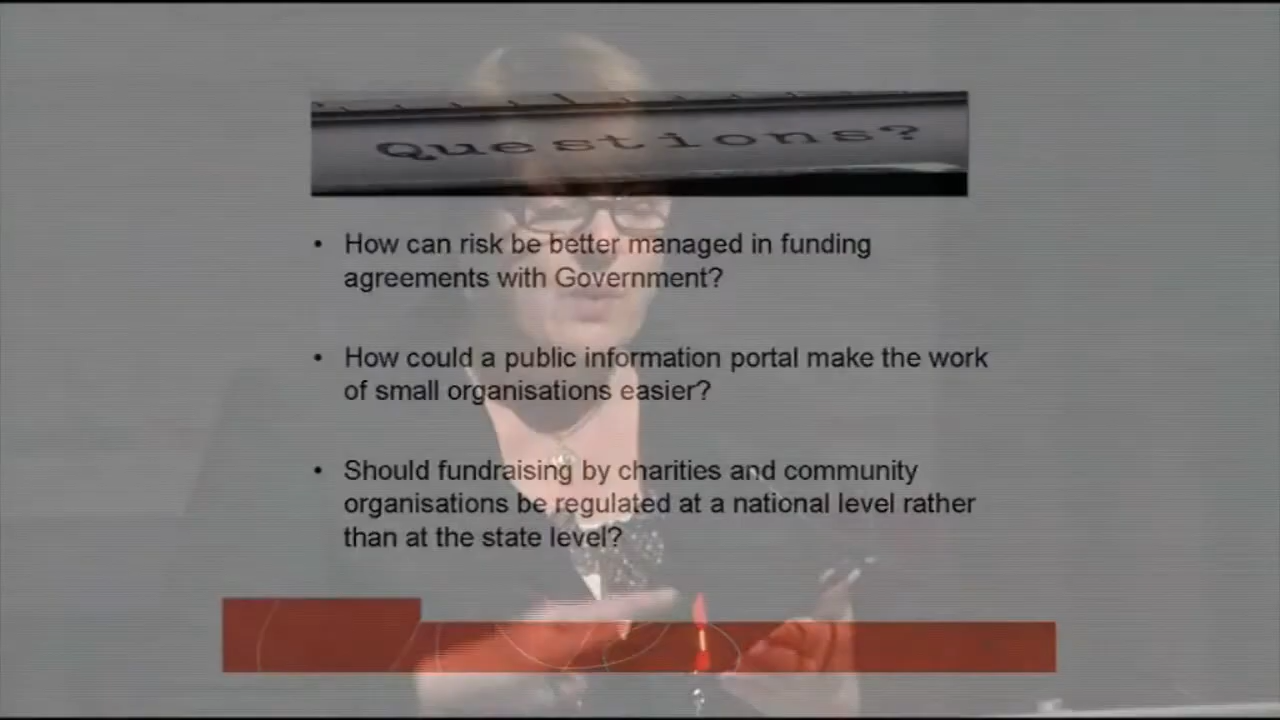 Questions?
• How can risk be better managed in funding
agreements with Government?
• How could a public information portal make the work
of small organisations easier?
• Should fundraising by charities and community
organisations be regulated at a national level rather
than at the state level?